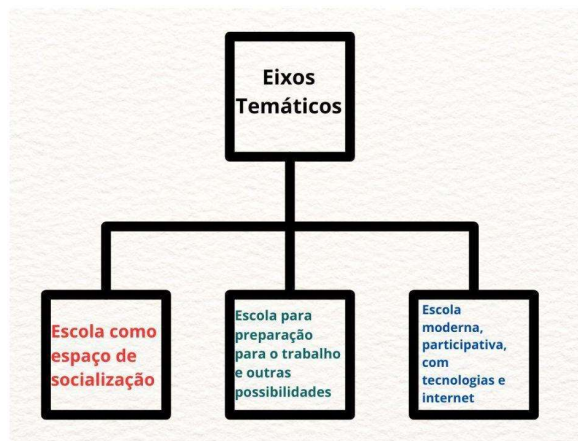 Eixos
Temáticos
Escola como
espaço de
socialização
Escola para
preparação
para o trabalho
e outras
possibilidades
Escola
moderna,
participativa,
com
tecnologias e
internet